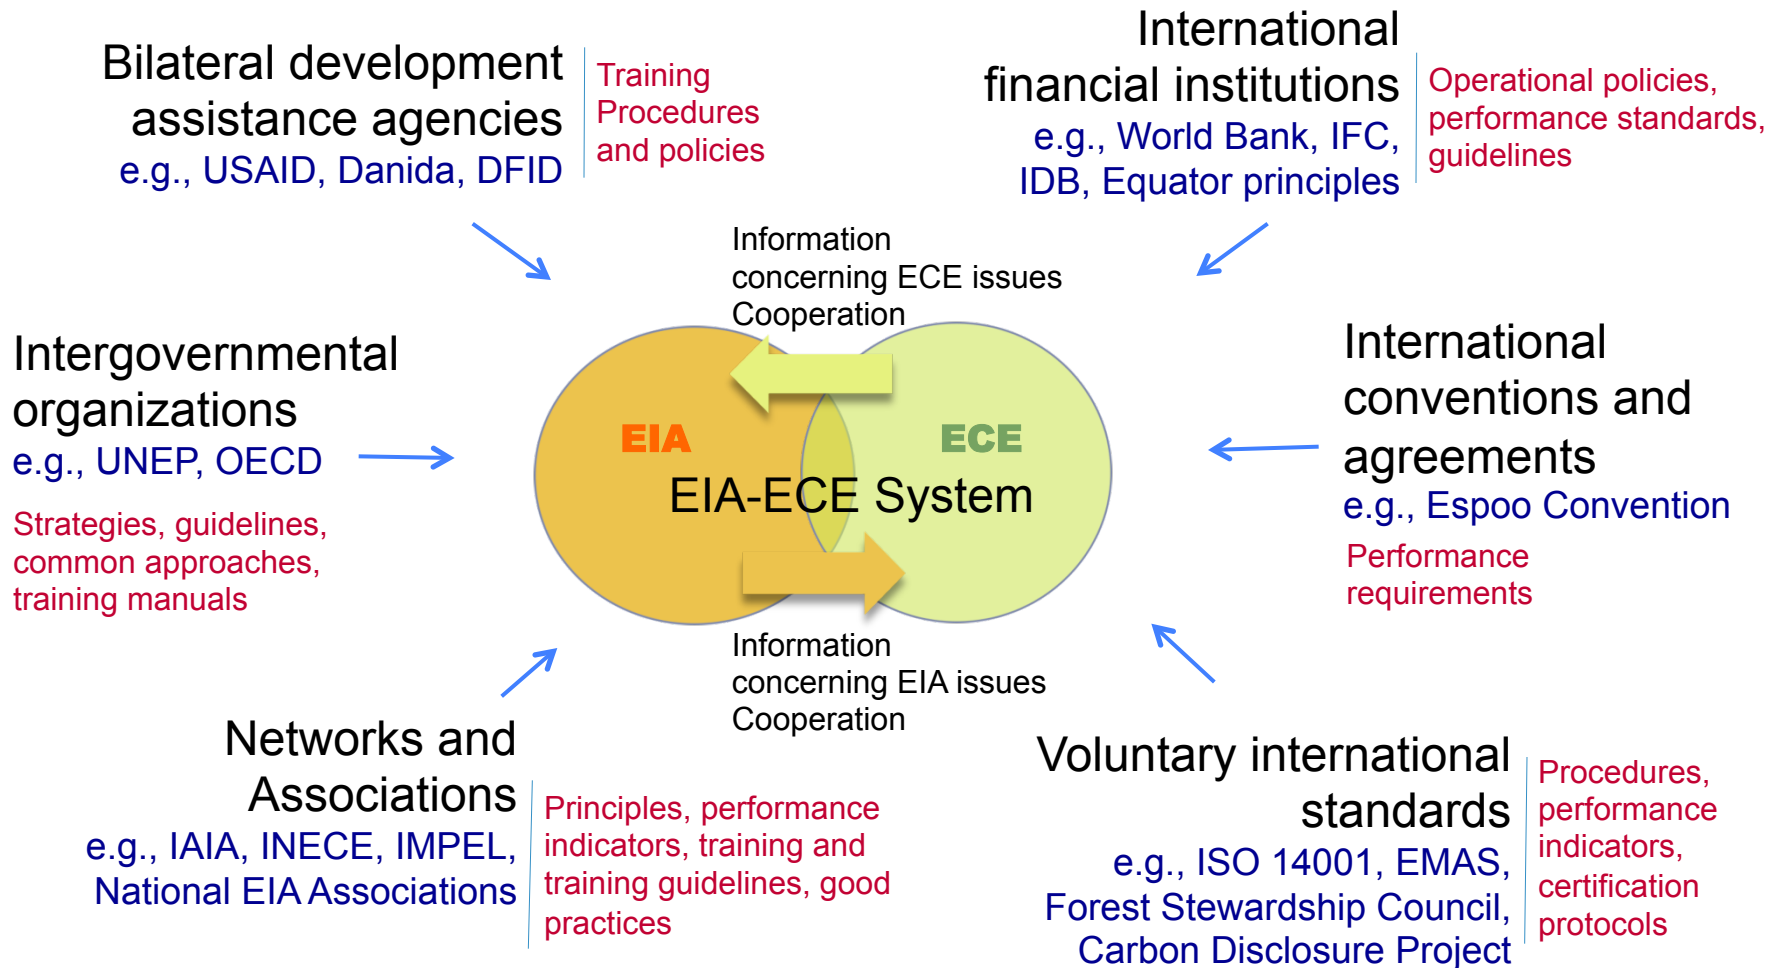 Bilateral development
assistance agencies
e.g., USAID, Danida, DFID
Training
Procedures
and policies
International
financial institutions
e.g., World Bank, IFC,
IDB, Equator principles
Operational policies,
performance standards,
guidelines
Information
concerning ECE issues
Cooperation
Intergovernmental
organizations
e.g., UNEP, OECD
Strategies, guidelines,
common approaches,
training manuals
EIA
ECE
EIA-ECE System
International
conventions and
agreements
e.g., Espoo Convention
Performance
requirements
Information
concerning EIA issues
Cooperation
Networks and
Associations
e.g., IAIA, INECE, IMPEL,
National EIA Associations
Principles, performance
indicators, training and
training guidelines, good
practices
Voluntary international
standards
e.g., ISO 14001, EMAS,
Forest Stewardship Council,
Carbon Disclosure Project
Procedures,
performance
indicators,
certification
protocols